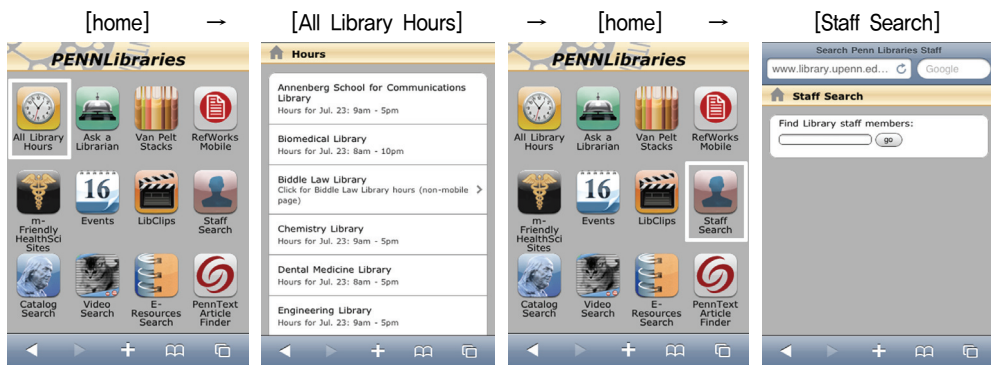 [home] → [All Library Hours] → [home] → [Staff Search]
PENNLibraries
All Library Hours
Ask a Librarian
Van Pelt Stacks
RefWorks Mobile
m-Friendly HealthSci Sites
16
Events
LibClips
Staff Search
Catalog Search
Video Search
E-Resources Search
PennText Article Finder
Hours
Annenberg School for Communications
Library
Hours for Jul. 23: 9am - 5pm
Biomedical Library
Hours for Jul. 23: 8am - 10pm
Biddle Law Library
Click for Biddle Law Library hours (non-mobile
page)
Chemistry Library
Hours for Jul. 23: 9am - 5pm
Dental Medicine Library
Hours for Jul. 23: 8am - 5pm
Engineering Library
Hours for Jul. 23: 9am - 5pm
PENNLibraries
All Library Hours
Ask a Librarian
Van Pelt Stacks
RefWorks Mobile
m-Friendly HealthSci Sites
16
Events
LibClips
Staff Search
Catalog Search
Video Search
E-Resources Search
PennText Article Finder
Search Penn Libraries Staff
www.library.upenn.ed... Google
Staff Search
Find Library staff members:
go